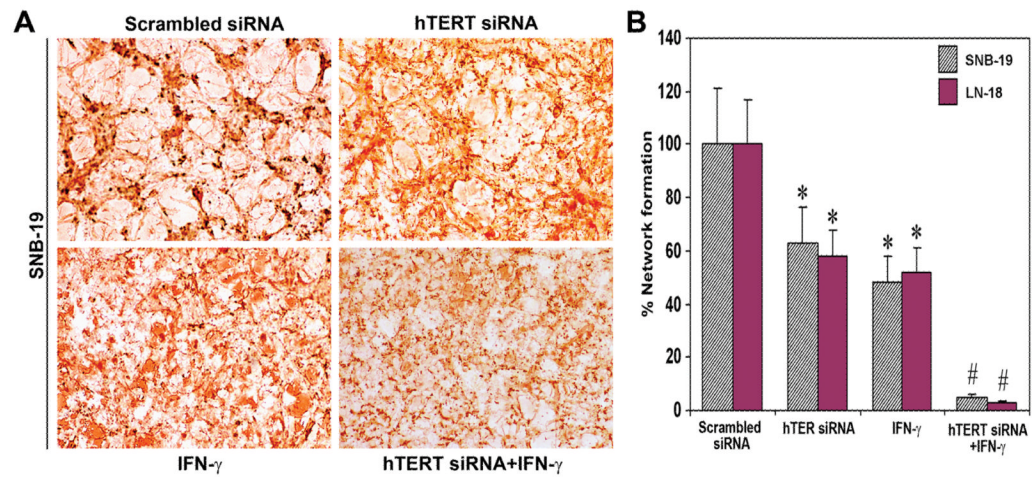 A
Scrambled siRNA
hTERT siRNA
SNB-19
IFN-γ
hTERT siRNA+IFN-γ
B
140
120
100
80
60
40
20
0
% Network formation
SNB-19
LN-18
*
*
*
*
#
#
Scrambled
siRNA
hTER siRNA
IFN-γ
hTERT siRNA
+IFN-γ